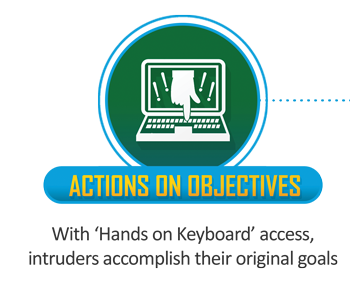 ACTIONS ON OBJECTIVES
With ‘Hands on Keyboard’ access,
intruders accomplish their original goals